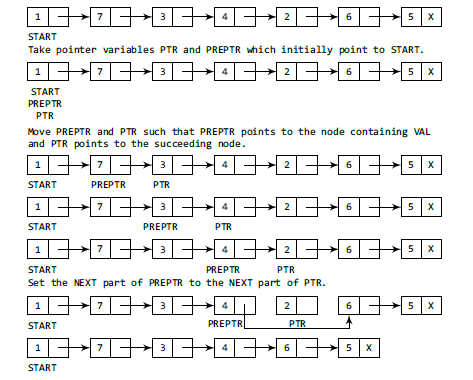 1 7 3 4 2 6 5 X
START
Take pointer variables PTR and PREPTR which initially point to START.
1 7 3 4 2 6 5 X
START
PREPTR
PTR
Move PREPTR and PTR such that PREPTR points to the node containing VAL
and PTR points to the succeeding node.
1 7 3 4 2 6 5 X
START PREPTR PTR
1 7 3 4 2 6 5 X
START PREPTR PTR
1 7 3 4 2 6 5 X
START PREPTR PTR
Set the NEXT part of PREPTR to the NEXT part of PTR.
1 7 3 4 2 6 5 X
START PREPTR PTR
1 7 3 4 6 5 X
START